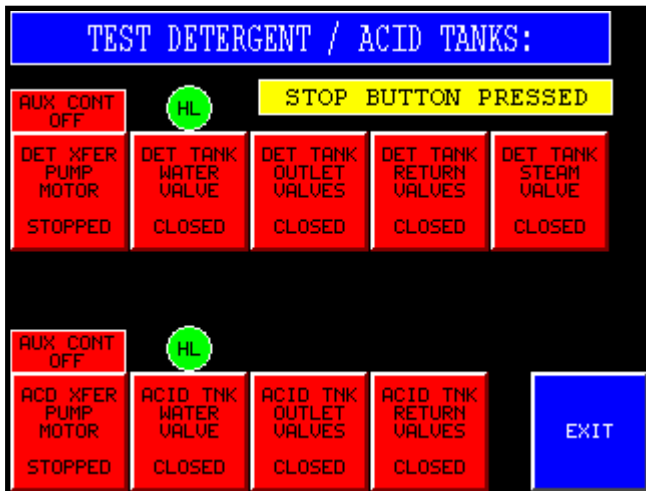 TEST DETERGENT / ACID TANKS:
STOP BUTTON PRESSED
AUX CONT
OFF
HL
DET XFER
PUMP
MOTOR
STOPPED
DET TANK
WATER
VALVE
CLOSED
DET TANK
OUTLET
VALVES
CLOSED
DET TANK
RETURN
VALVES
CLOSED
DET TANK
STEAM
VALVE
CLOSED
AUX CONT
OFF
HL
ACD XFER
PUMP
MOTOR
STOPPED
ACID TNK
WATER
VALVE
CLOSED
ACID TNK
OUTLET
VALVES
CLOSED
ACID TNK
RETURN
VALVES
CLOSED
EXIT